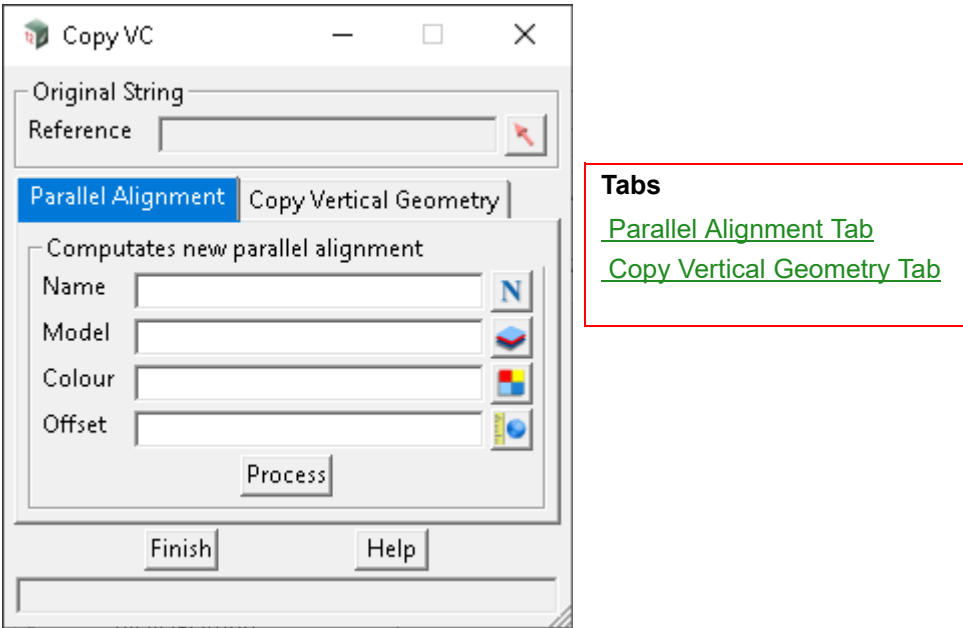 Copy VC
Original String
Reference
Parallel Alignment
Copy Vertical Geometry
Computates new parallel alignment
Name
N
Model
Colour
Offset
Process
Finish
Help
Tabs
Parallel Alignment Tab
Copy Vertical Geometry Tab